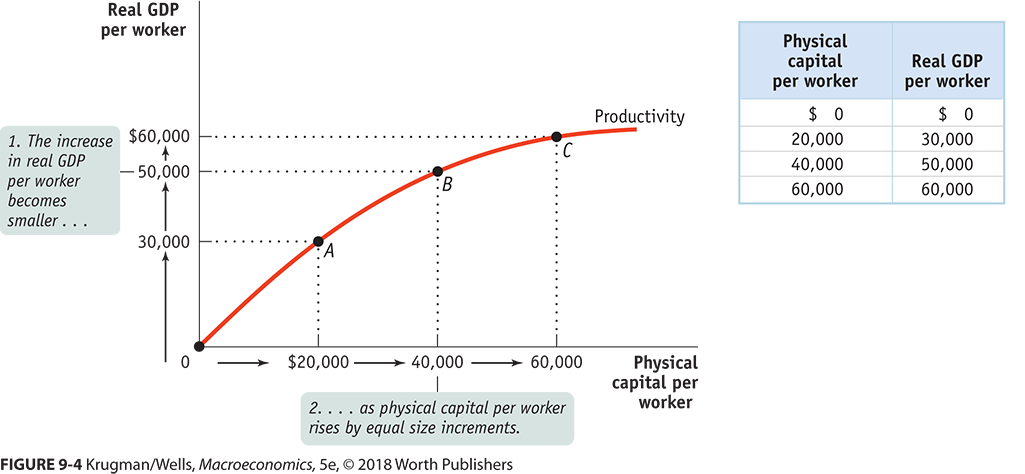 Real GDP
per worker
1. The increase
in real GDP
per worker
becomes
smaller . . .
$60,000
50,000
30,000
Productivity
A
B
C
0
$20,000
40,000
60,000
Physical
capital per
worker
2. . . . as physical capital per worker
rises by equal size increments.
Physical
capital
per worker
Real GDP
per worker
$ 0 $ 0
20,000 30,000
40,000 50,000
60,000 60,000
FIGURE 9-4 Krugman/Wells, Macroeconomics, 5e, © 2018 Worth Publishers